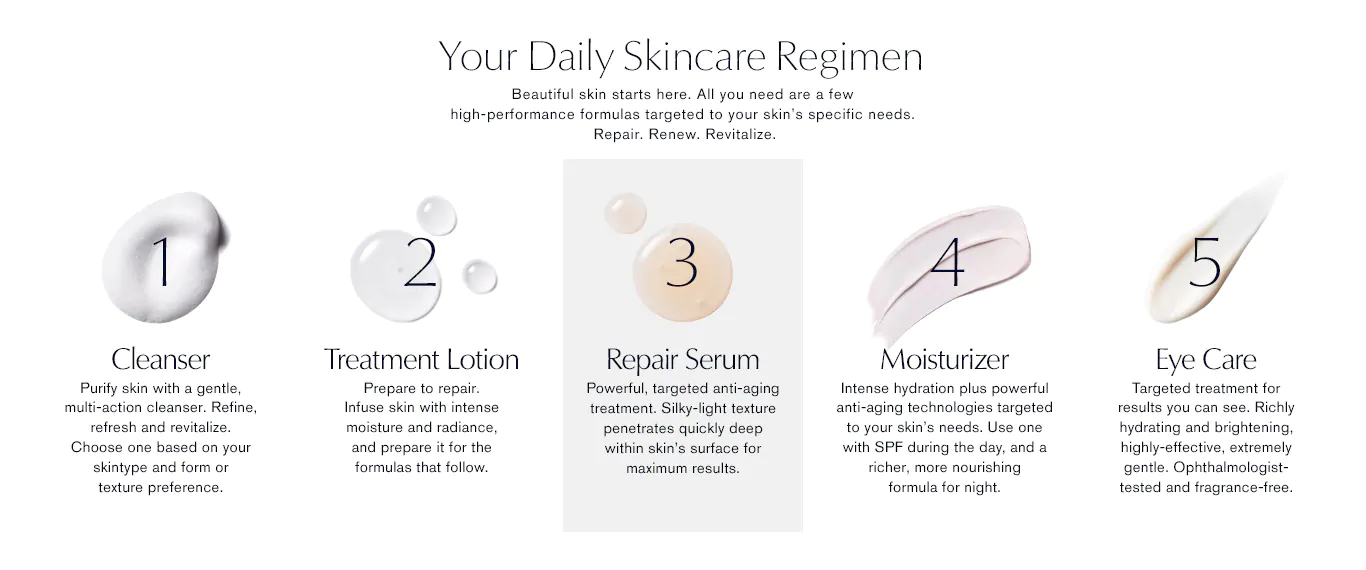 Your Daily Skincare Regimen
Beautiful skin starts here. All you need are a few
high-performance formulas targeted to your skin's specific needs.
Repair. Renew. Revitalize.
1
Cleanser
Purify skin with a gentle,
multi-action cleanser. Refine,
refresh and revitalize.
Choose one based on your
skintype and form or
texture preference.
2
Treatment Lotion
Prepare to repair.
Infuse skin with intense
moisture and radiance,
and prepare it for the
formulas that follow.
3
Repair Serum
Powerful, targeted anti-aging
treatment. Silky-light texture
penetrates quickly deep
within skin's surface for
maximum results.
4
Moisturizer
Intense hydration plus powerful
anti-aging technologies targeted
to your skin's needs. Use one
with SPF during the day, and a
richer, more nourishing
formula for night.
5
Eye Care
Targeted treatment for
results you can see. Richly
hydrating and brightening,
highly-effective, extremely
gentle. Ophthalmologist-
tested and fragrance-free.